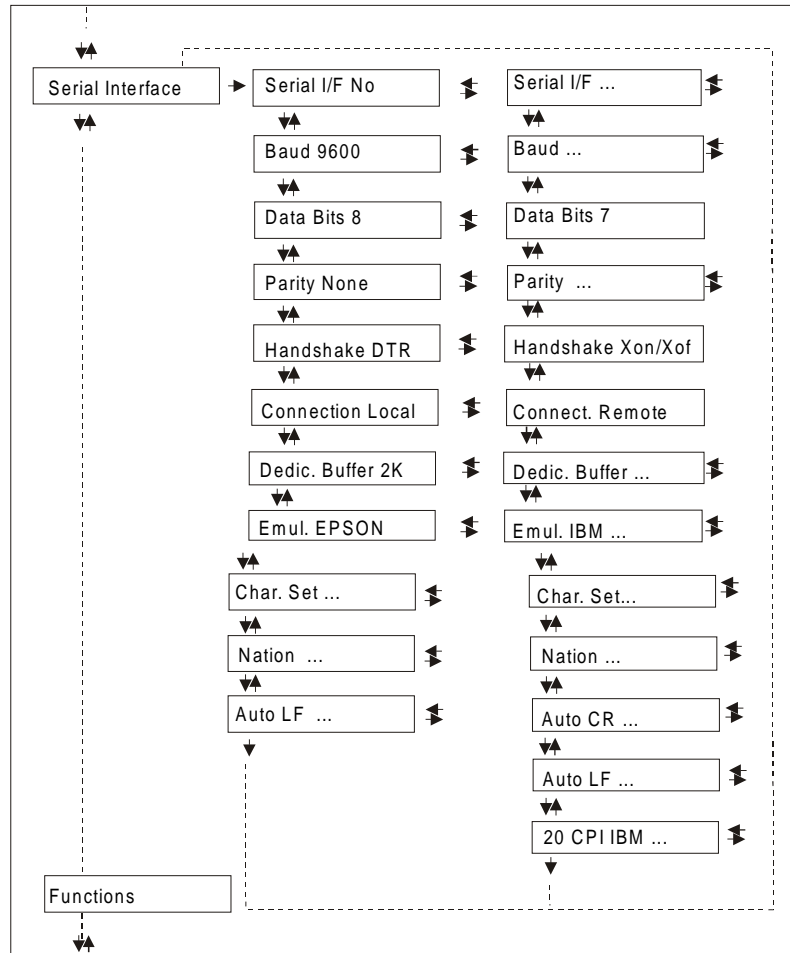 Serial Interface
Serial I/F No
Serial I/F ...
Baud 9600
Baud ...
Data Bits 8
Data Bits 7
Parity None
Parity ...
Handshake DTR
Handshake Xon/Xof
Connection Local
Connect. Remote
Dedic. Buffer 2K
Dedic. Buffer ...
Emul. EPSON
Emul. IBM ...
Char. Set ...
Char. Set...
Nation ...
Nation ...
Auto LF ...
Auto CR ...
Auto LF ...
20 CPI IBM ...
Functions